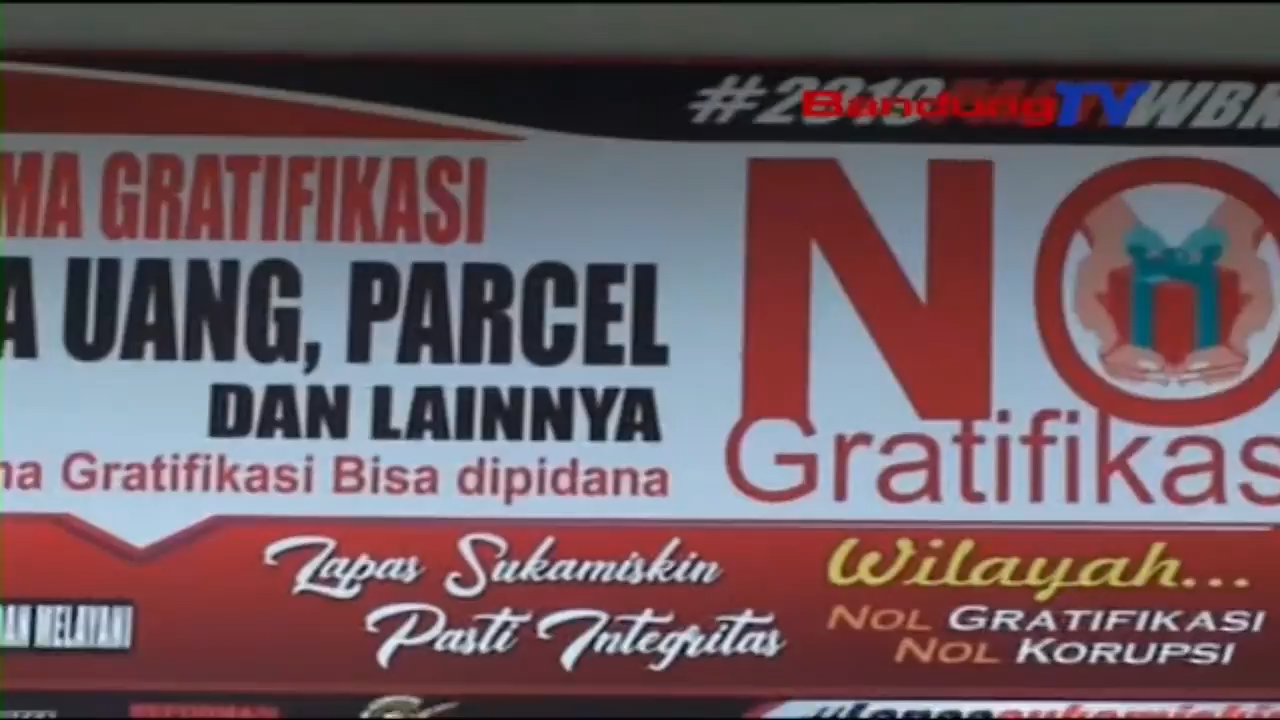 BandungTV
MA GRATIFIKASI
A UANG, PARCEL
DAN LAINNYA
na Gratifikasi Bisa dipidana
NO
Gratifikas
Lapas Sukamiskin
Pasti Integritas
Wilayah...
NOL GRATIFIKASI
NOL KORUPSI
AN MELAYANI